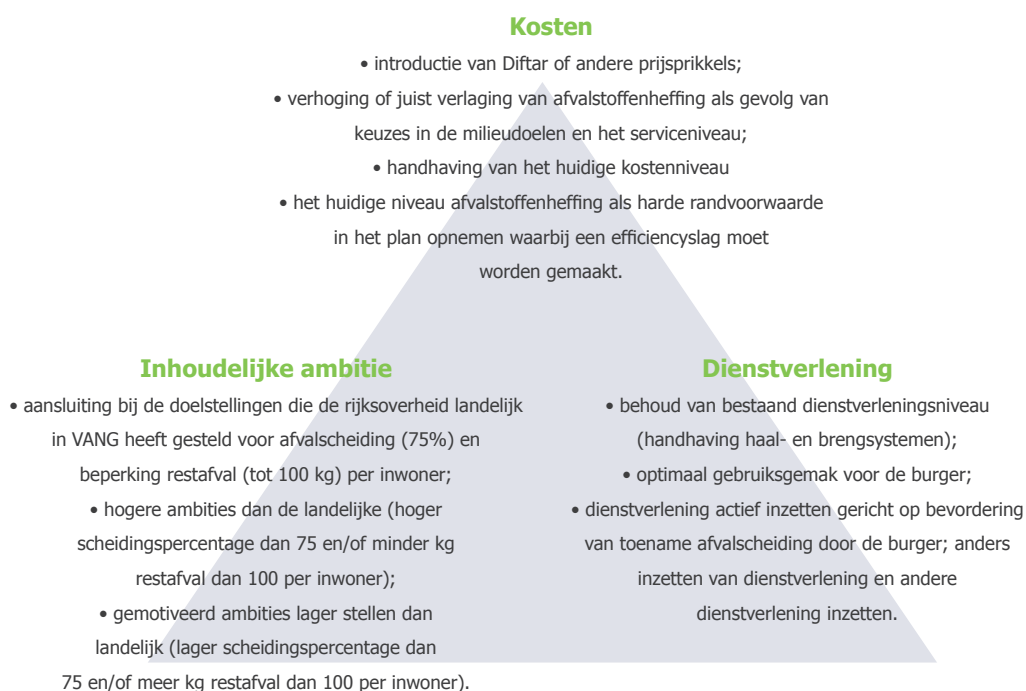 Kosten
• introductie van Diftar of andere prijsprikkels;
• verhoging of juist verlaging van afvalstoffenheffing als gevolg van
keuzes in de milieudoelen en het serviceniveau;
• handhaving van het huidige kostenniveau
• het huidige niveau afvalstoffenheffing als harde randvoorwaarde
in het plan opnemen waarbij een efficiencyslag moet
worden gemaakt.
Inhoudelijke ambitie
• aansluiting bij de doelstellingen die de rijksoverheid landelijk
in VANG heeft gesteld voor afvalscheiding (75%) en
beperking restafval (tot 100 kg) per inwoner;
• hogere ambities dan de landelijke (hoger
scheidingspercentage dan 75 en/of minder kg
restafval dan 100 per inwoner);
• gemotiveerd ambities lager stellen dan
landelijk (lager scheidingspercentage dan
75 en/of meer kg restafval dan 100 per inwoner).
Dienstverlening
• behoud van bestaand dienstverleningsniveau
(handhaving haal- en brengsystemen);
• optimaal gebruiksgemak voor de burger;
• dienstverlening actief inzetten gericht op bevordering
van toename afvalscheiding door de burger; anders
inzetten van dienstverlening en andere
dienstverlening inzetten.